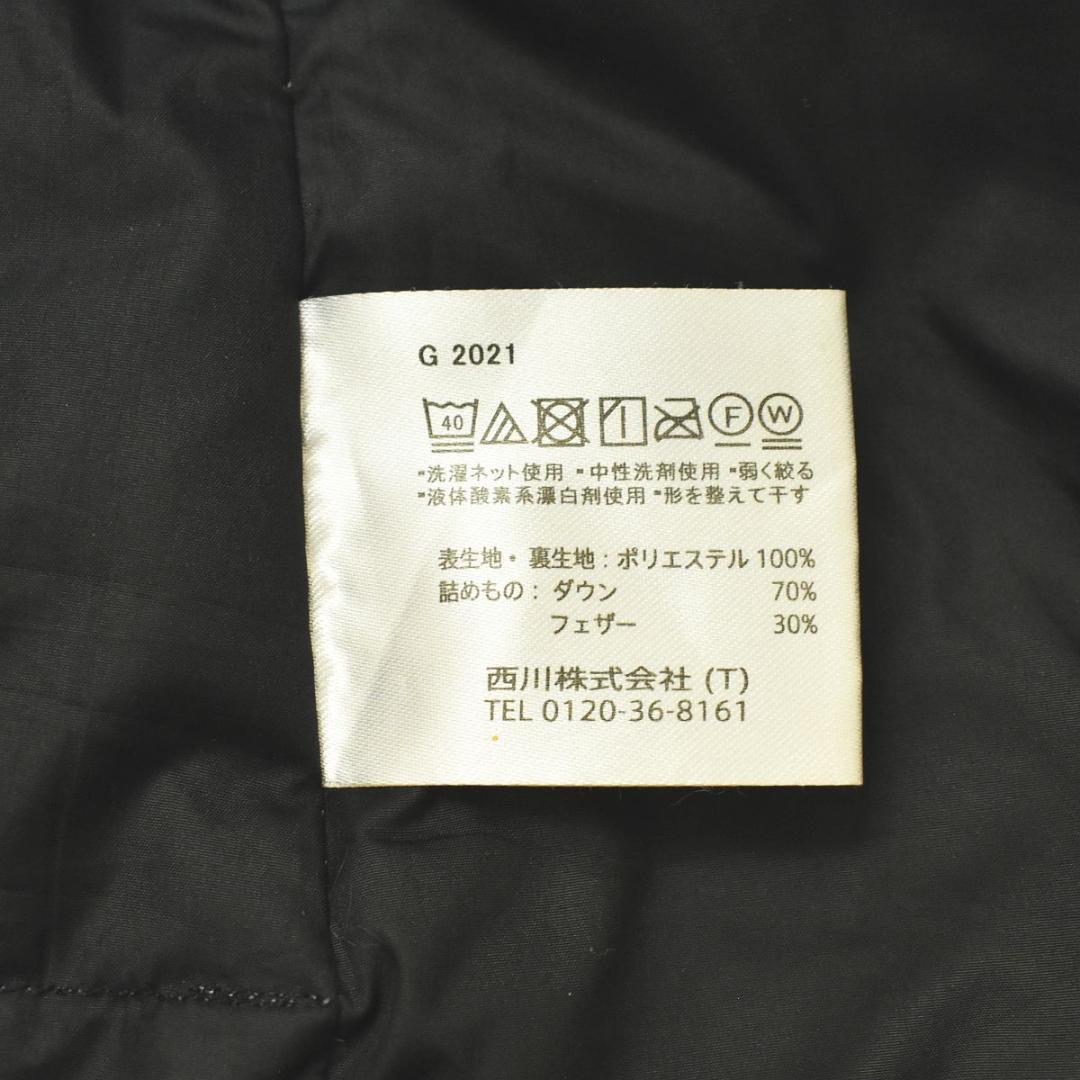 G 2021
40 F W
・洗濯ネット使用 ・中性洗剤使用 ・弱く絞る
・液体酸素系漂白剤使用 ・形を整えて干す
表生地・裏生地：ポリエステル 100%
詰めもの：ダウン 70%
フェザー 30%
西川株式会社 (T)
TEL 0120-36-8161